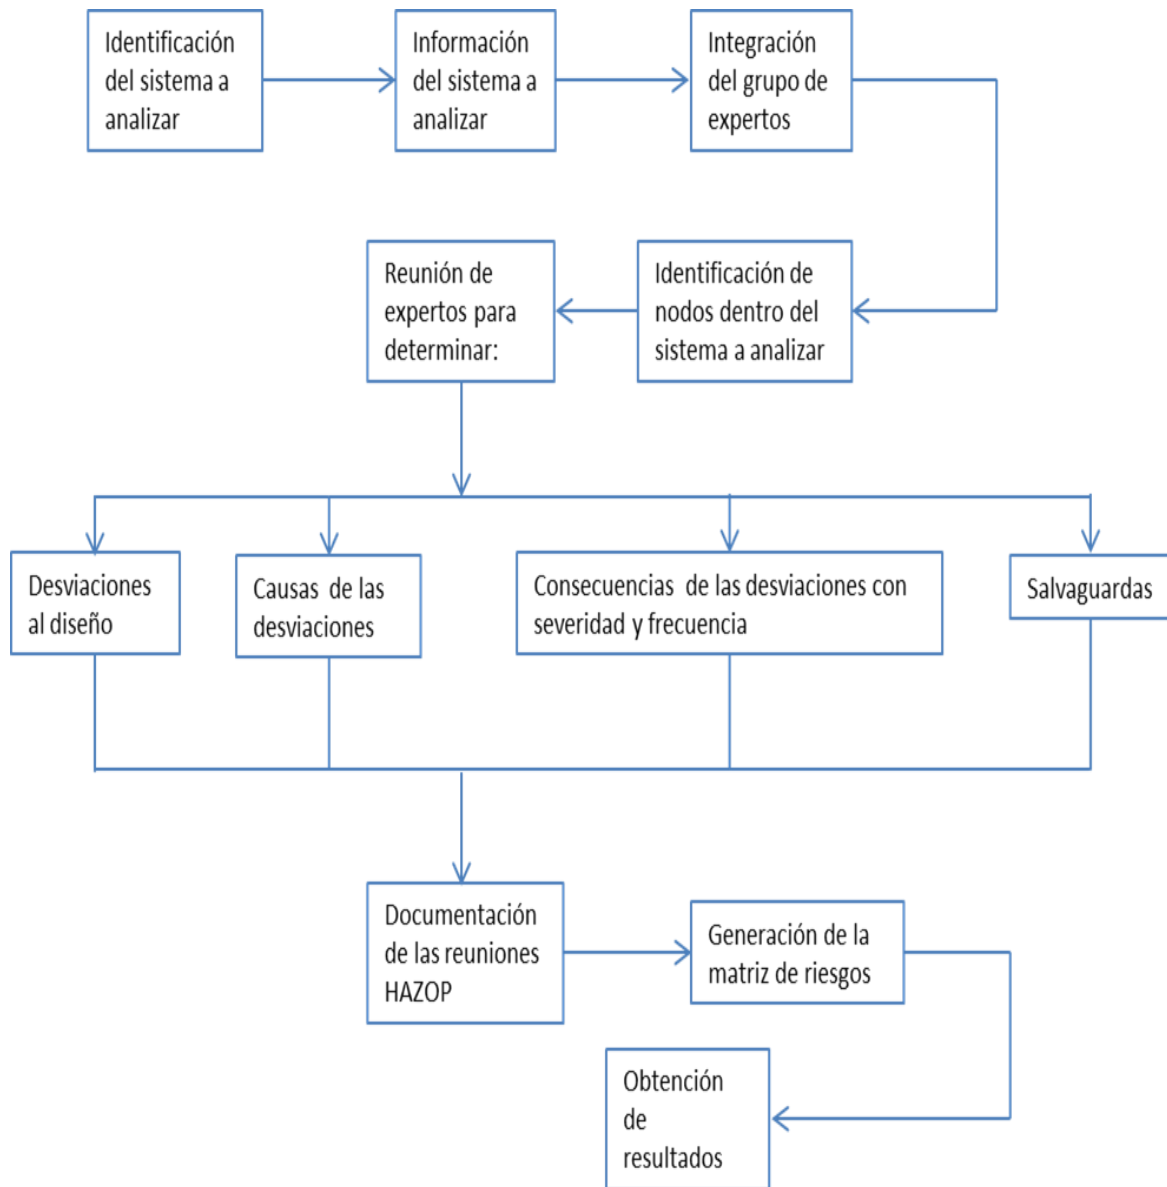 Identificación
del sistema a
analizar
Información
del sistema a
analizar
Integración
del grupo de
expertos
Reunión de
expertos para
determinar:
Identificación de
nodos dentro del
sistema a analizar
Desviaciones
al diseño
Causas de las
desviaciones
Consecuencias de las desviaciones con
severidad y frecuencia
Salvaguardas
Documentación
de las reuniones
HAZOP
Generación de la
matriz de riesgos
Obtención
de
resultados